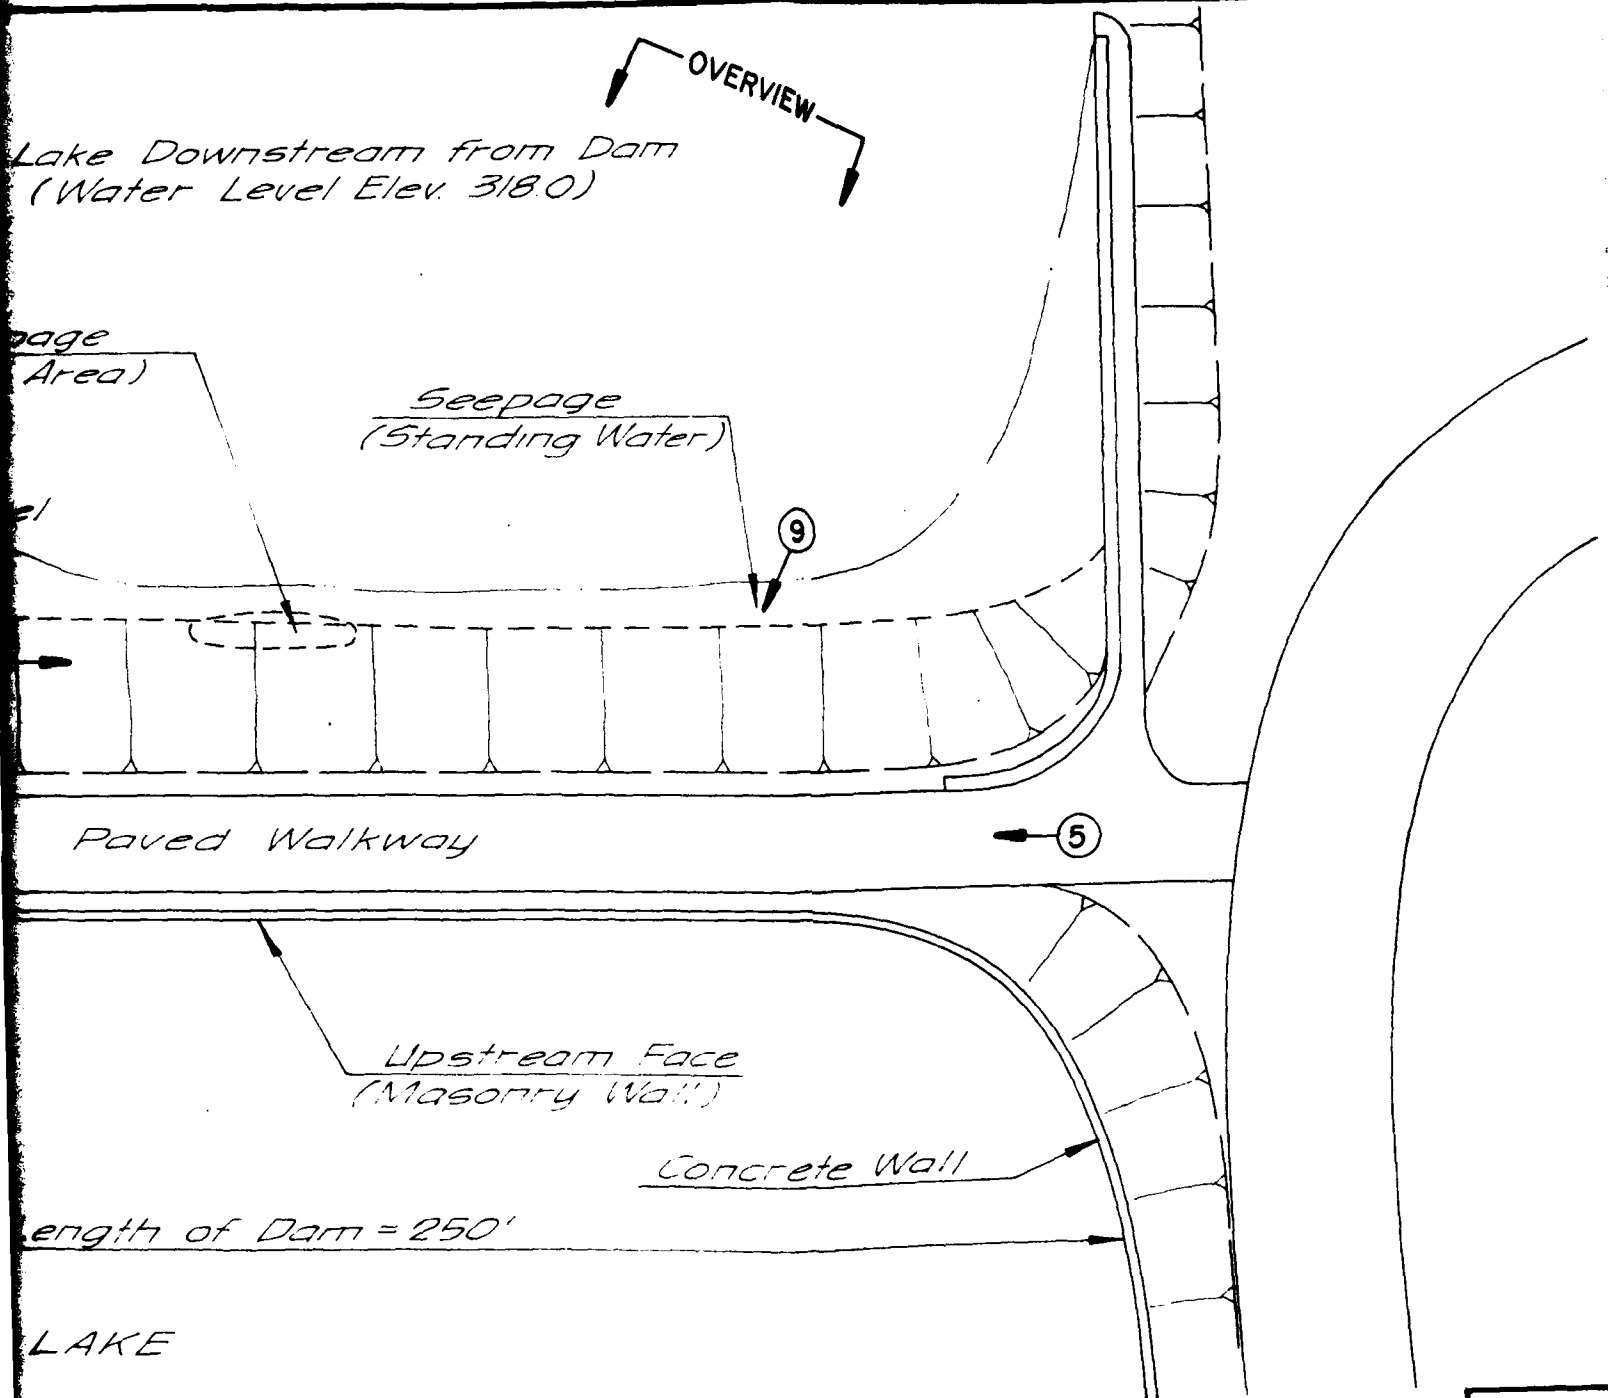 OVERVIEW
Lake Downstream from Dam
(Water Level Elev. 318.0)
Area)
Seepage
(Standing Water)
9
Paved Walkway
5
Upstream Face
(Masonry Wall)
Concrete Wall
ength of Dam = 250'
LAKE